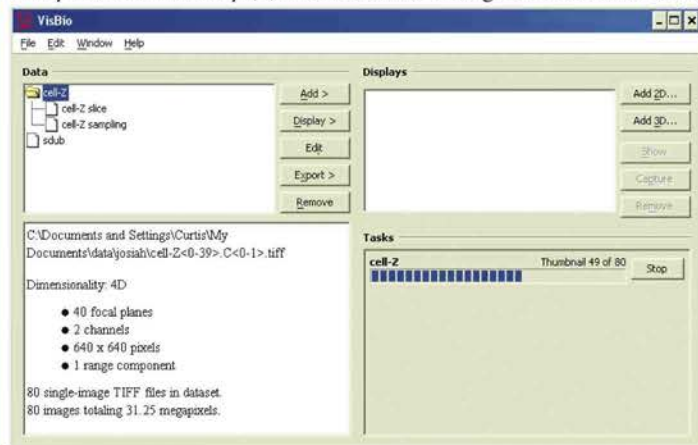 VisBio
File Edit Window Help
Data
cell-Z
cell-Z slice
cell-Z sampling
sdub
Add >
Display >
Edit
Export >
Remove
Displays
Add 2D...
Add 3D...
Show
Capture
Remove
C:\Documents and Settings\Curtis\My
Documents\data\josiah\cell-Z<0-39>.C<0-1>.tiff
Dimensionality: 4D
● 40 focal planes
● 2 channels
● 640 x 640 pixels
● 1 range component
80 single-image TIFF files in dataset.
80 images totaling 31.25 megapixels.
Tasks
cell-Z Thumbnail 49 of 80
Stop